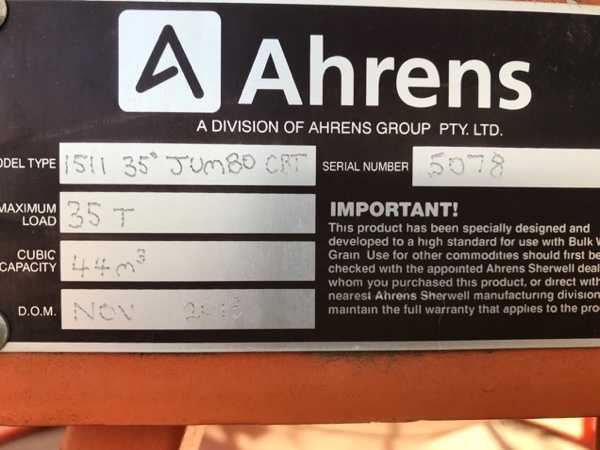 Ahrens
A DIVISION OF AHRENS GROUP PTY. LTD.
ODEL TYPE 1511 35° JUMBO CRT SERIAL NUMBER 5078
MAXIMUM
LOAD 35 T
CUBIC
CAPACITY 44m³
D.O.M. NOV
IMPORTANT!
This product has been specially designed and
developed to a high standard for use with Bulk W
Grain Use for other commodities should first be
checked with the appointed Ahrens Sherwell deal
whom you purchased this product, or direct with
nearest Ahrens Sherwell manufacturing division
maintain the full warranty that applies to the pro